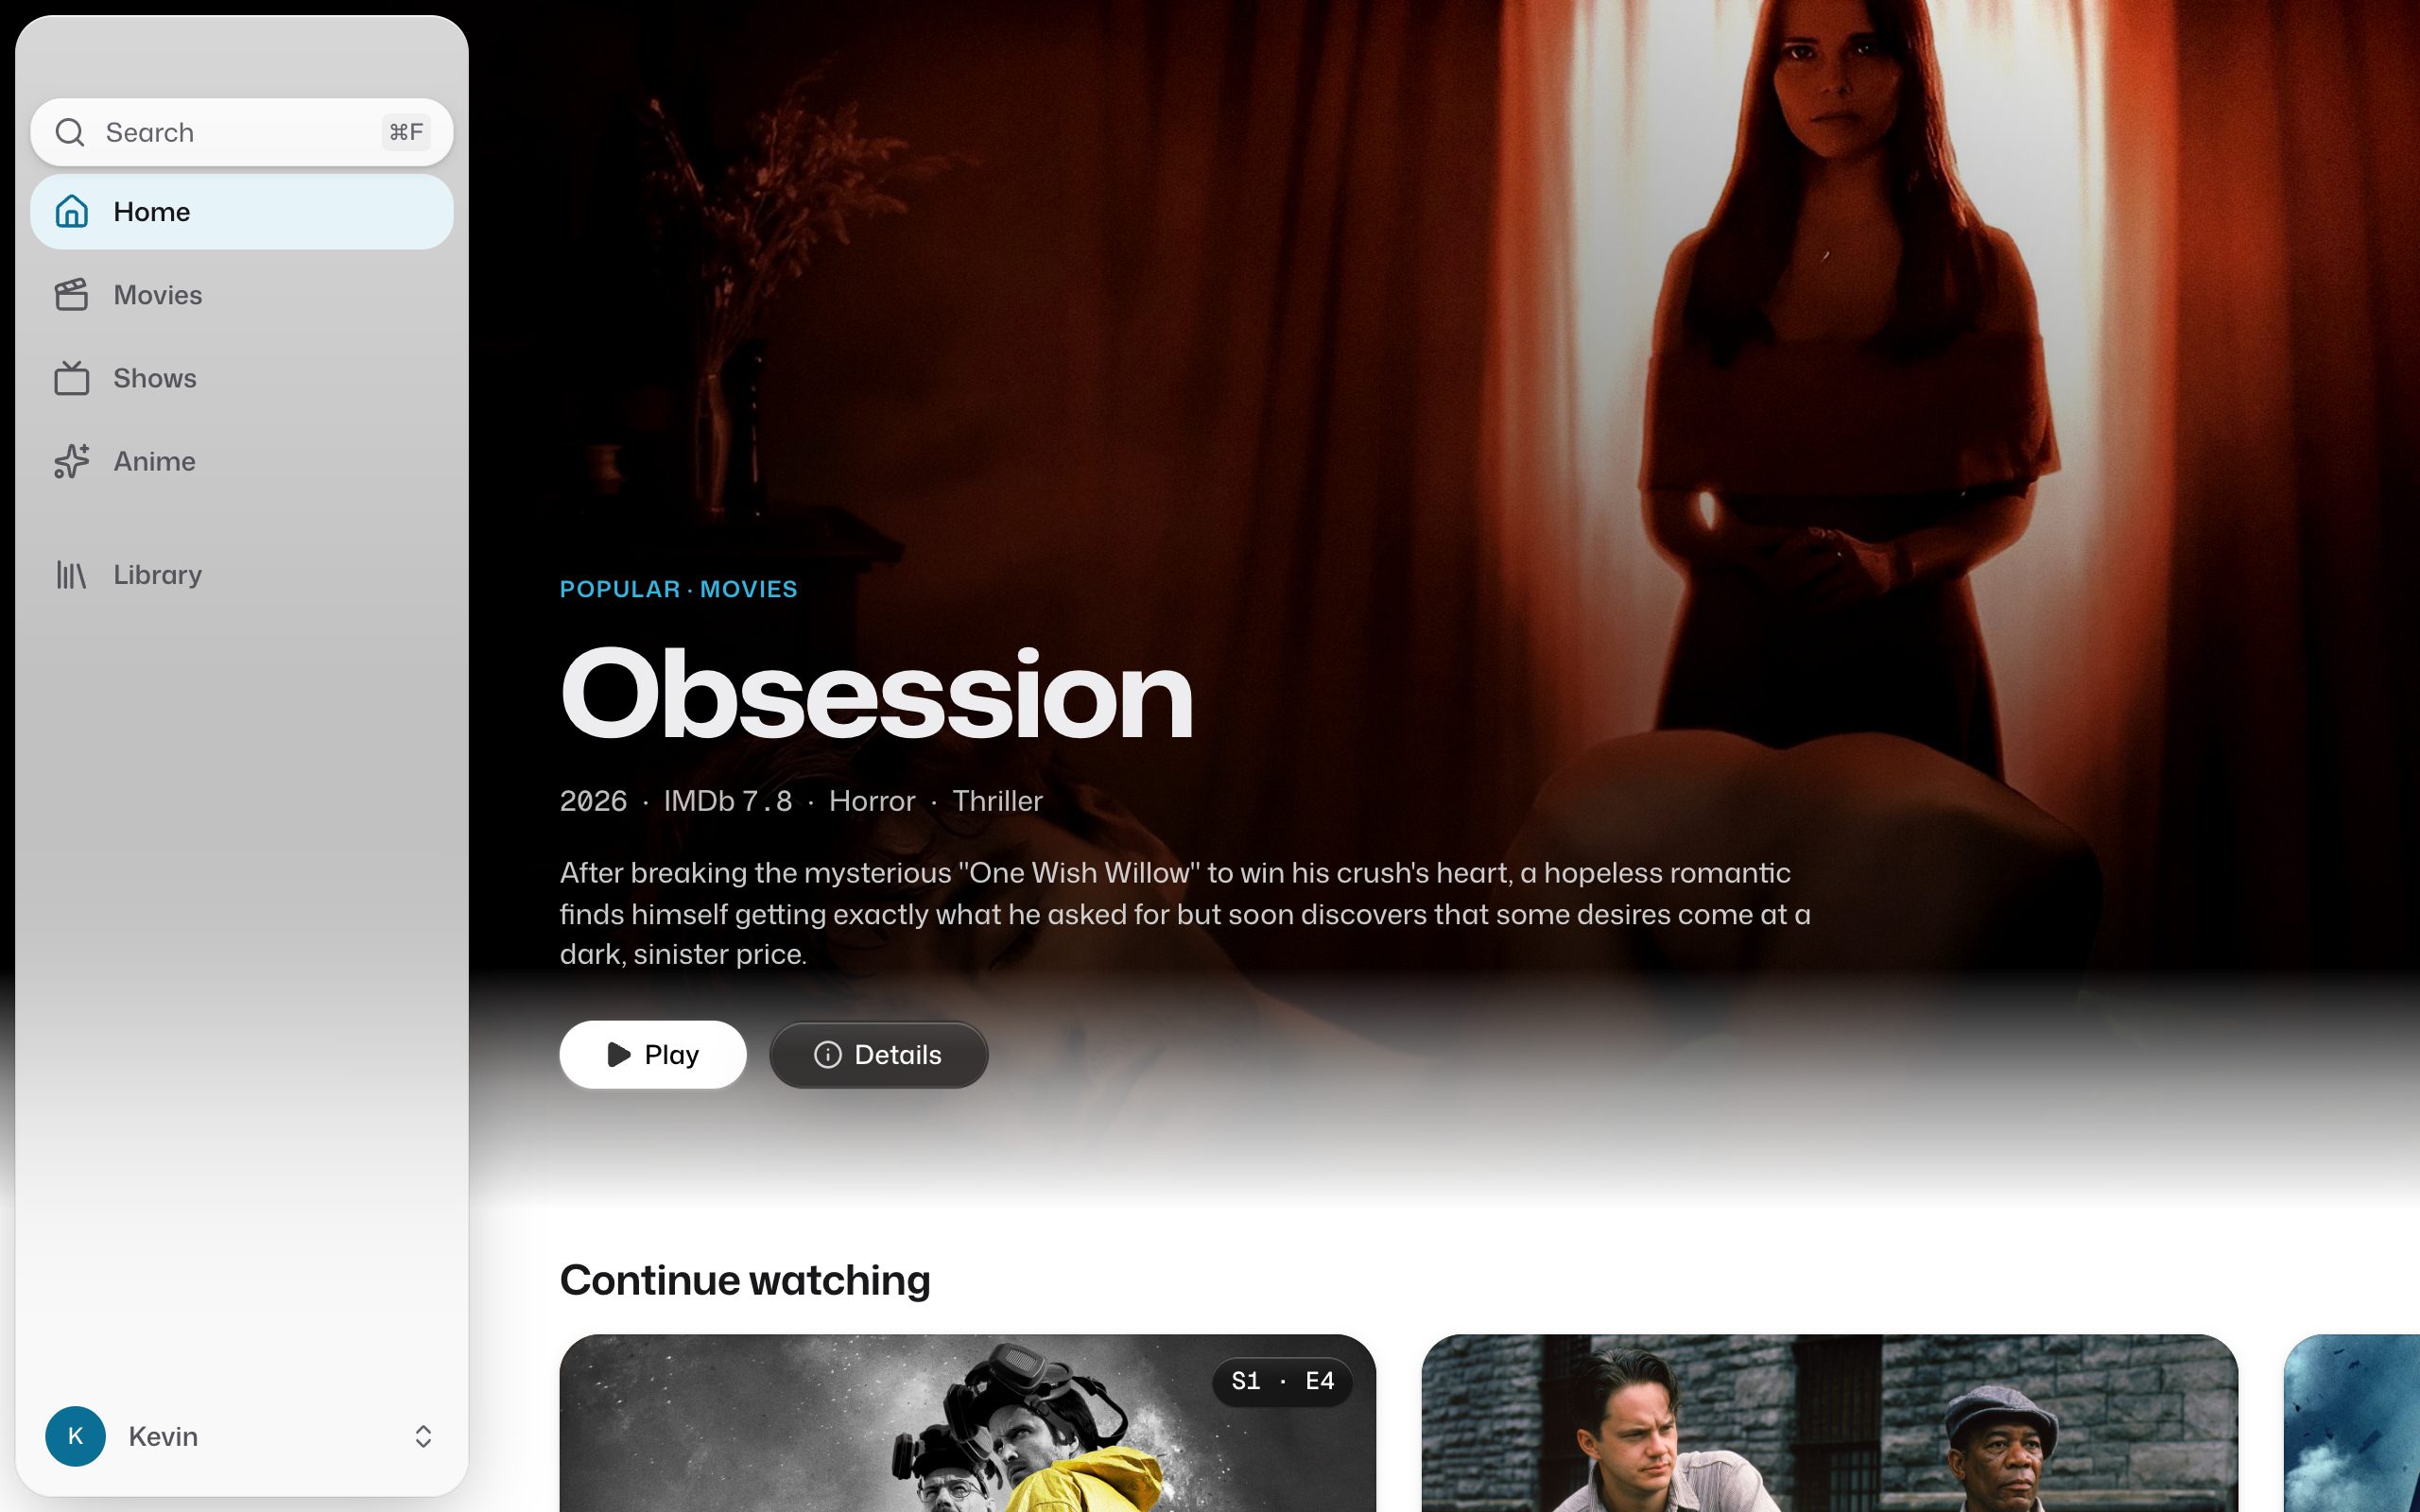 Search
⌘F
Home
Movies
Shows
Anime
Library
Kevin
K
POPULAR · MOVIES
Obsession
2026 · IMDb 7.8 · Horror · Thriller
After breaking the mysterious "One Wish Willow" to win his crush's heart, a hopeless romantic
finds himself getting exactly what he asked for but soon discovers that some desires come at a
dark, sinister price.
Play
Details
Continue watching
S1 · E4